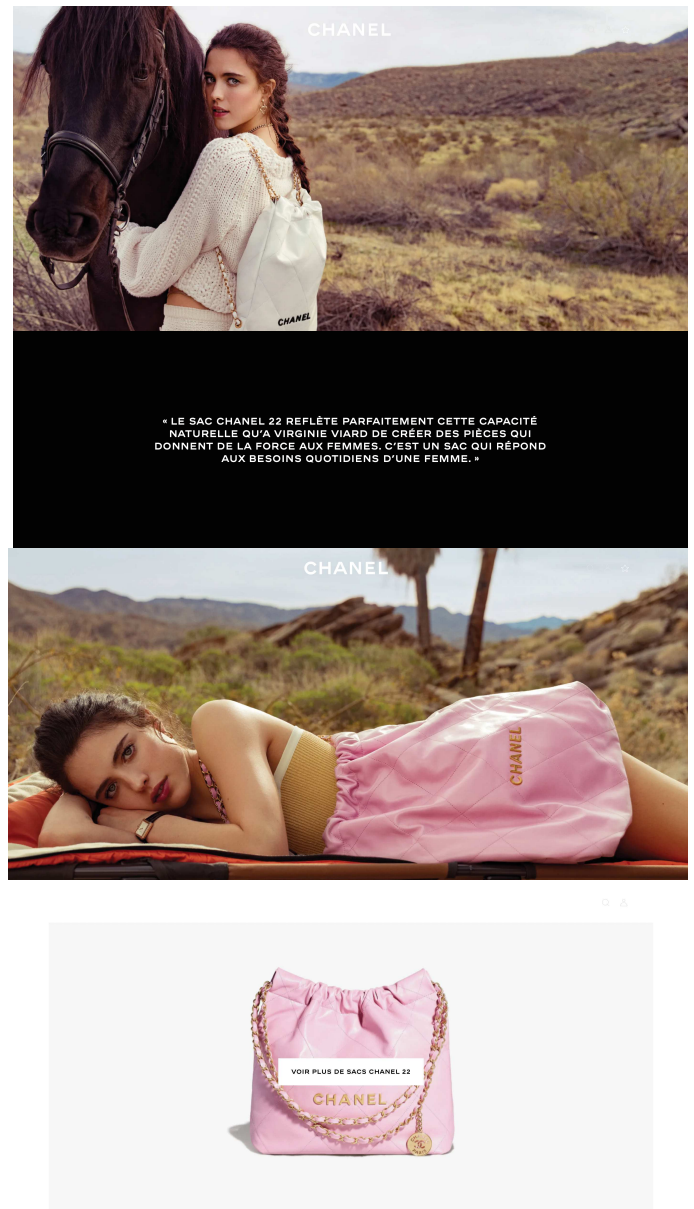 CHANEL
CHANEL
« LE SAC CHANEL 22 REFLÈTE PARFAITEMENT CETTE CAPACITÉ
NATURELLE QU'A VIRGINIE VIARD DE CRÉER DES PIÈCES QUI
DONNENT DE LA FORCE AUX FEMMES. C'EST UN SAC QUI RÉPOND
AUX BESOINS QUOTIDIENS D'UNE FEMME. »
CHANEL
CHANEL
VOIR PLUS DE SACS CHANEL 22
CHANEL